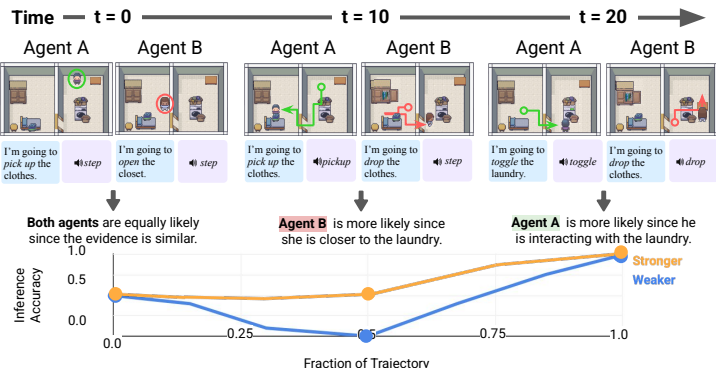 Time t = 0 t = 10 t = 20
Agent A Agent B Agent A Agent B Agent A Agent B
I'm going to pick up the clothes.
step
I'm going to open the closet.
step
I'm going to pick up the clothes.
pickup
I'm going to drop the clothes.
step
I'm going to toggle the laundry.
toggle
I'm going to drop the clothes.
drop
Both agents are equally likely
since the evidence is similar.
Agent B is more likely since
she is closer to the laundry.
Agent A is more likely since he
is interacting with the laundry.
Inference
Accuracy
1.0
0.5
0.0
Stronger
Weaker
0.0 0.25 0.5 0.75 1.0
Fraction of Trajectory